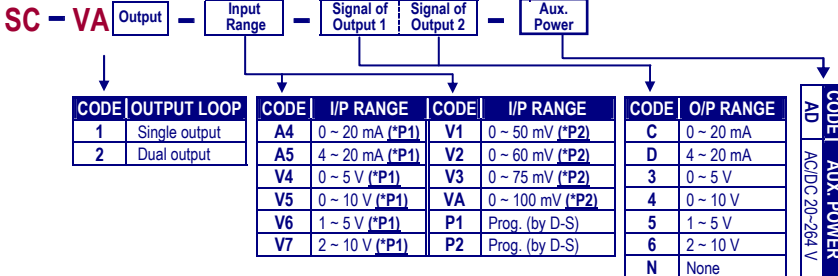 SC – VA Output – Input Range – Signal of Output 1 Signal of Output 2 – Aux. Power
CODE OUTPUT LOOP
1 Single output
2 Dual output
CODE I/P RANGE CODE I/P RANGE
A4 0 ~ 20 mA (*P1) V1 0 ~ 50 mV (*P2)
A5 4 ~ 20 mA (*P1) V2 0 ~ 60 mV (*P2)
V4 0 ~ 5 V (*P1) V3 0 ~ 75 mV (*P2)
V5 0 ~ 10 V (*P1) VA 0 ~ 100 mV (*P2)
V6 1 ~ 5 V (*P1) P1 Prog. (by D-S)
V7 2 ~ 10 V (*P1) P2 Prog. (by D-S)
CODE O/P RANGE
C 0 ~ 20 mA
D 4 ~ 20 mA
3 0 ~ 5 V
4 0 ~ 10 V
5 1 ~ 5 V
6 2 ~ 10 V
N None
CODE AUX. POWER
AD AC/DC 20~264 V